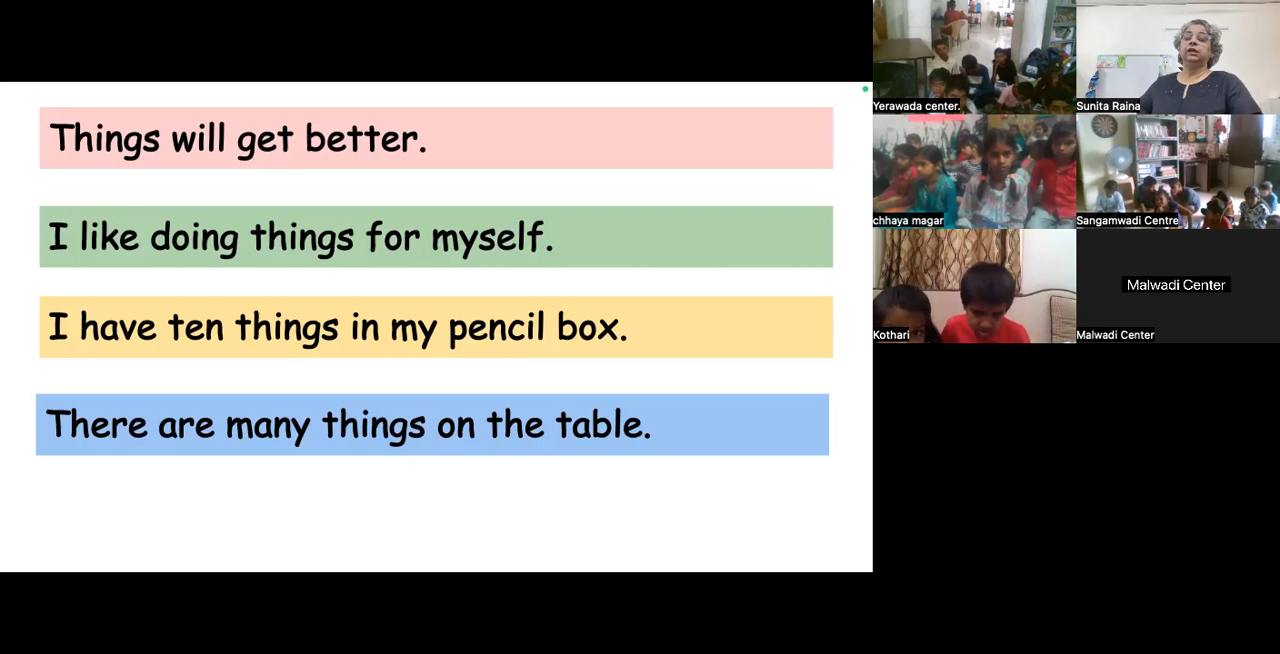 Things will get better.
I like doing things for myself.
I have ten things in my pencil box.
There are many things on the table.
Yerawada center.
Sunita Raina
chhaya magar
Sangamwadi Centre
Kothari
Malwadi Center
Malwadi Center